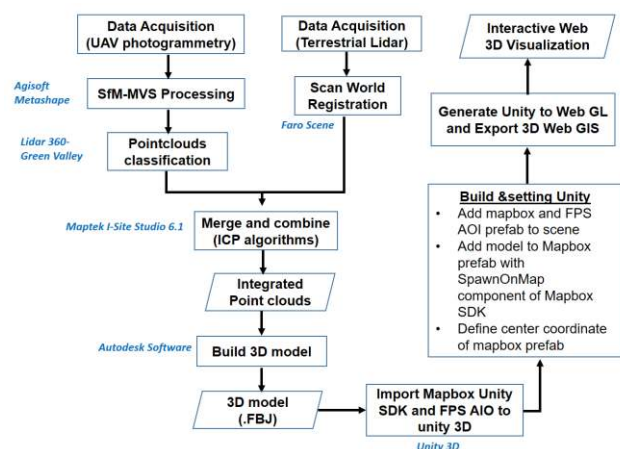 Data Acquisition
(UAV photogrammetry)
Data Acquisition
(Terrestrial Lidar)
Interactive Web
3D Visualization
Agisoft
Metashape
SfM-MVS Processing
Scan World
Registration
Faro Scene
Generate Unity to Web GL
and Export 3D Web GIS
Lidar 360-
Green Valley
Pointclouds
classification
Build &setting Unity
• Add mapbox and FPS
AOI prefab to scene
• Add model to Mapbox
prefab with
SpawnOnMap
component of Mapbox
SDK
• Define center coordinate
of mapbox prefab
Maptek I-Site Studio 6.1
Merge and combine
(ICP algorithms)
Integrated
Point clouds
Autodesk Software
Build 3D model
3D model
(.FBJ)
Import Mapbox Unity
SDK and FPS AIO to
unity 3D
Unity 3D